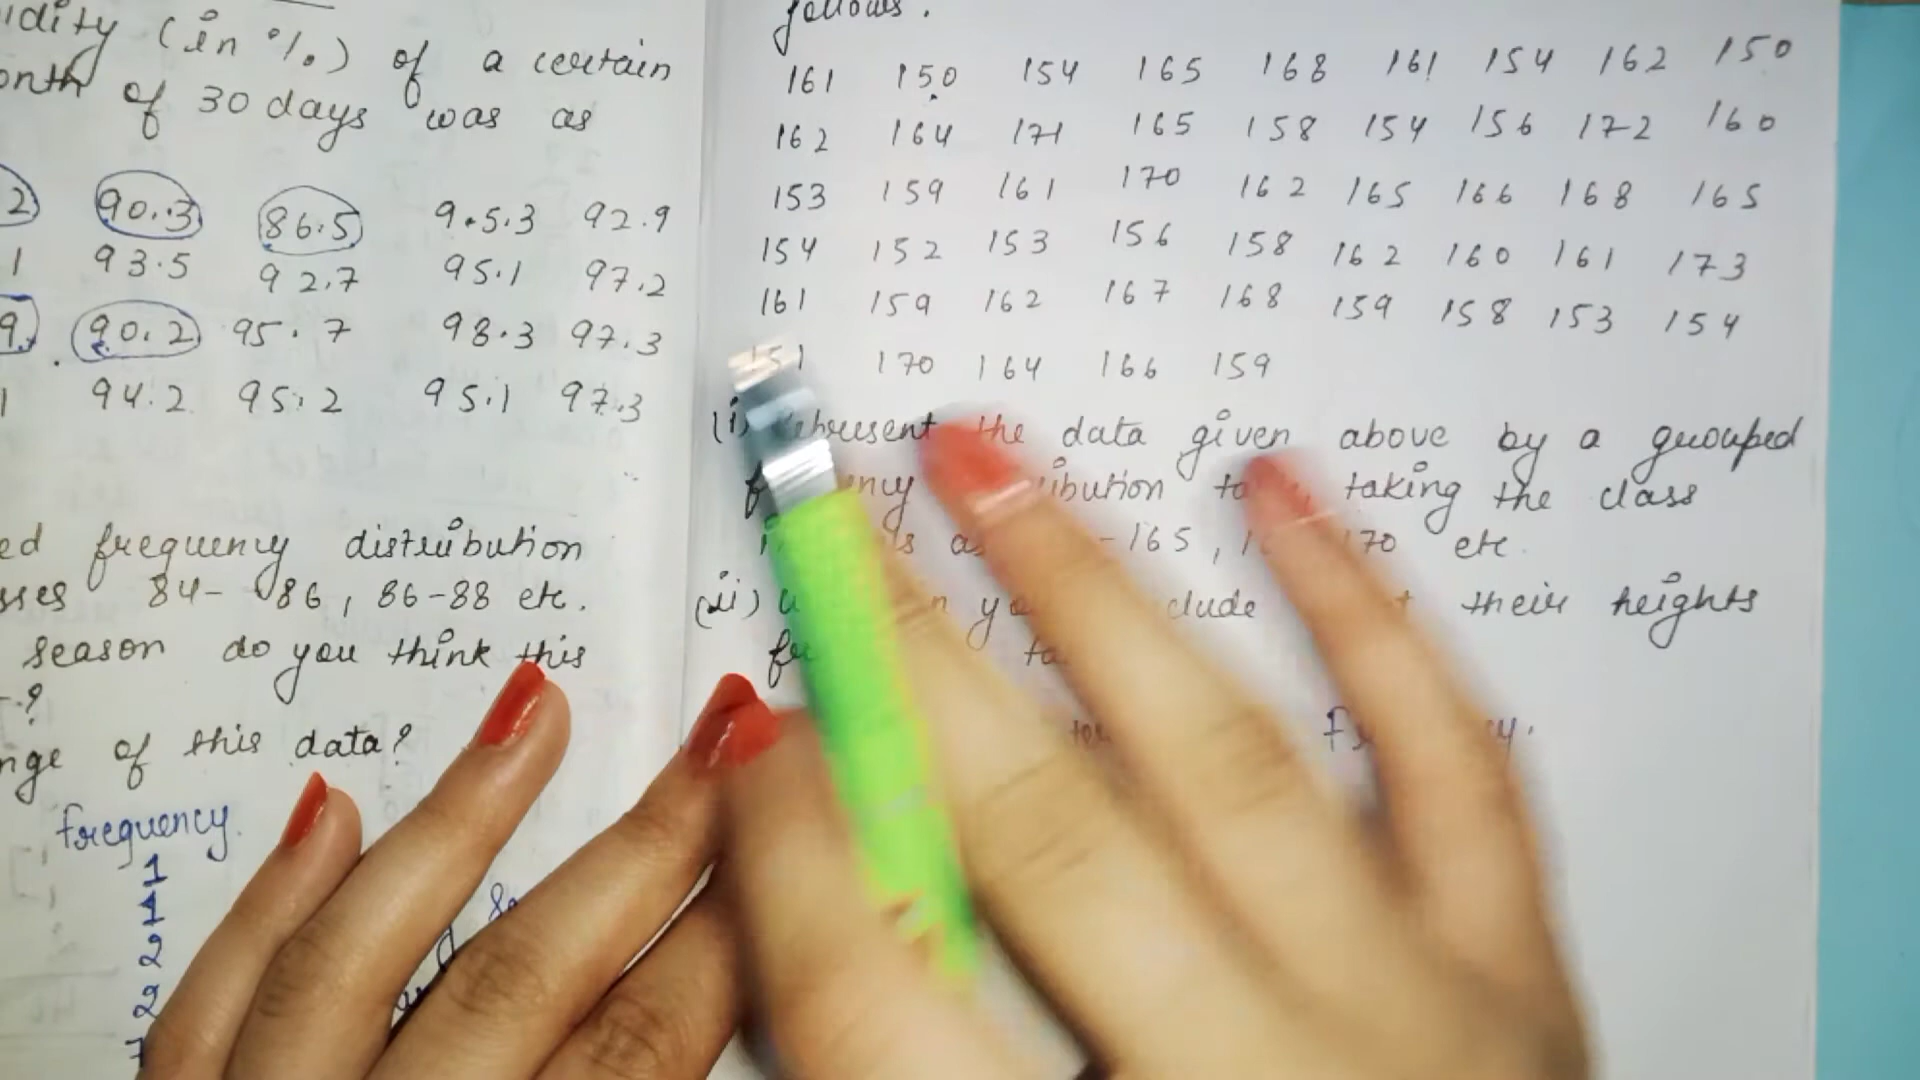 idity (in %) of a certain
onth of 30 days was as
2 90.3 86.5 95.3 92.9
1 93.5 92.7 95.1 97.2
9. 90.2 95.7 98.3 97.3
1 94.2 95.2 95.1 97.3
ed frequency distribution
sses 84-86, 86-88 etc.
season do you think this
?
nge of this data?
frequency.
1
1
2
2
7
follows.
161 150 154 165 168 161 154 162 150
162 164 171 165 158 154 156 172 160
153 159 161 170 162 165 166 168 165
154 152 153 156 158 162 160 161 173
161 159 162 167 168 159 158 153 154
151 170 164 166 159
(i) the data given above by a grouped
taking the class
-165, 170 etc
(ii) their heights